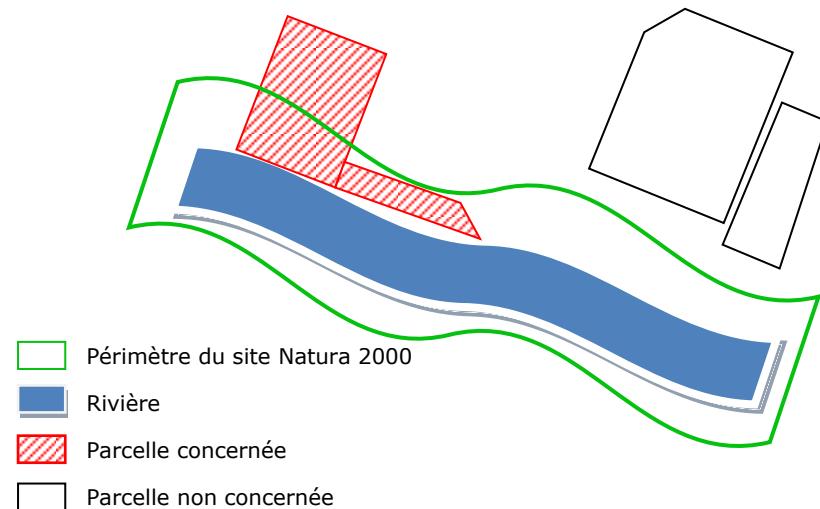 Périmètre du site Natura 2000
Rivière
Parcelle concernée
Parcelle non concernée